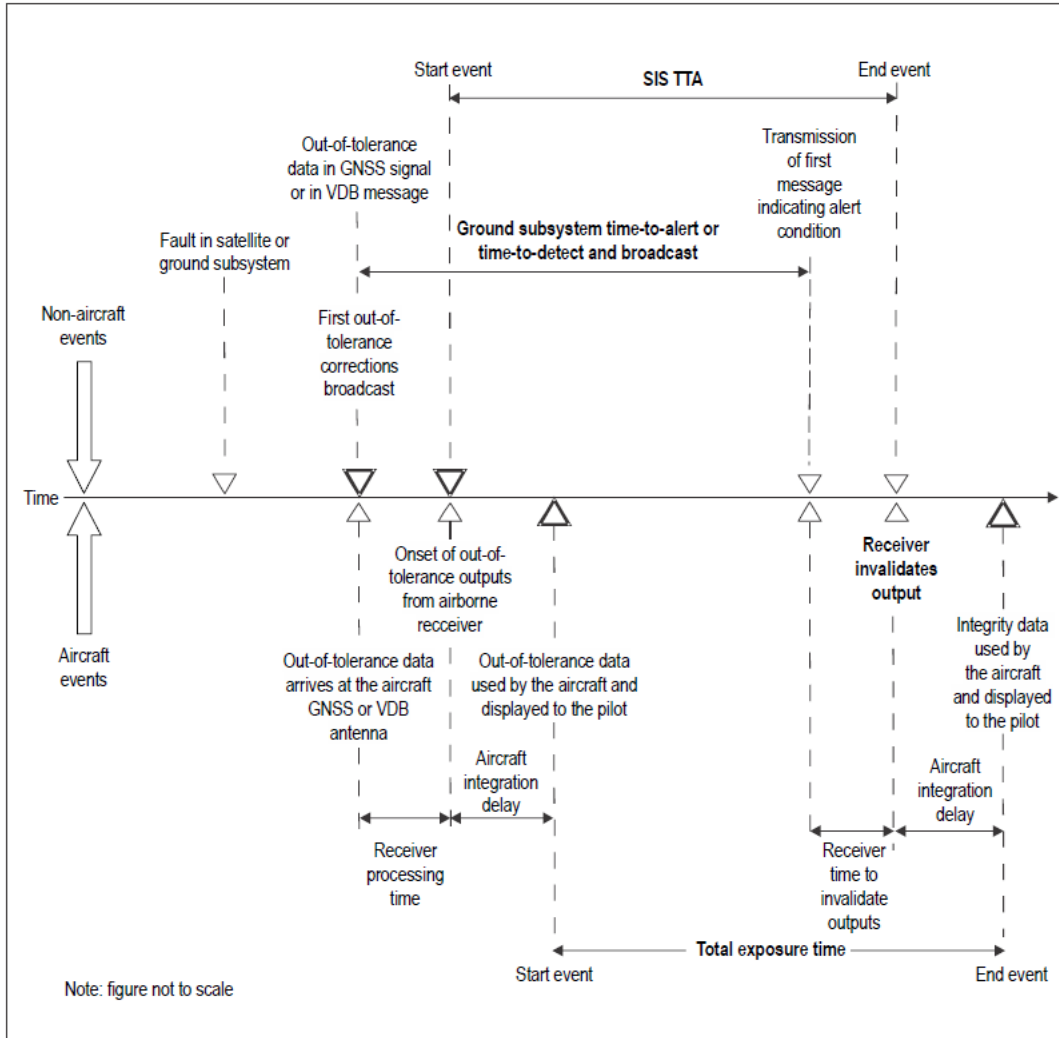 Start event
SIS TTA
End event
Out-of-tolerance
data in GNSS signal
or in VDB message
Transmission
of first
message
indicating alert
condition
Ground subsystem time-to-alert or
time-to-detect and broadcast
Fault in satellite or
ground subsystem
Non-aircraft
events
First out-of-
tolerance
corrections
broadcast
Time
Aircraft
events
Onset of out-of-
tolerance outputs
from airborne
recceiver
Receiver
invalidates
output
Out-of-tolerance data
arrives at the aircraft
GNSS or VDB
antenna
Out-of-tolerance data
used by the aircraft and
displayed to the pilot
Integrity data
used by
the aircraft
and displayed
to the pilot
Aircraft
integration
delay
Aircraft
integration
delay
Receiver
processing
time
Receiver
time to
invalidate
outputs
Total exposure time
Start event
End event
Note: figure not to scale